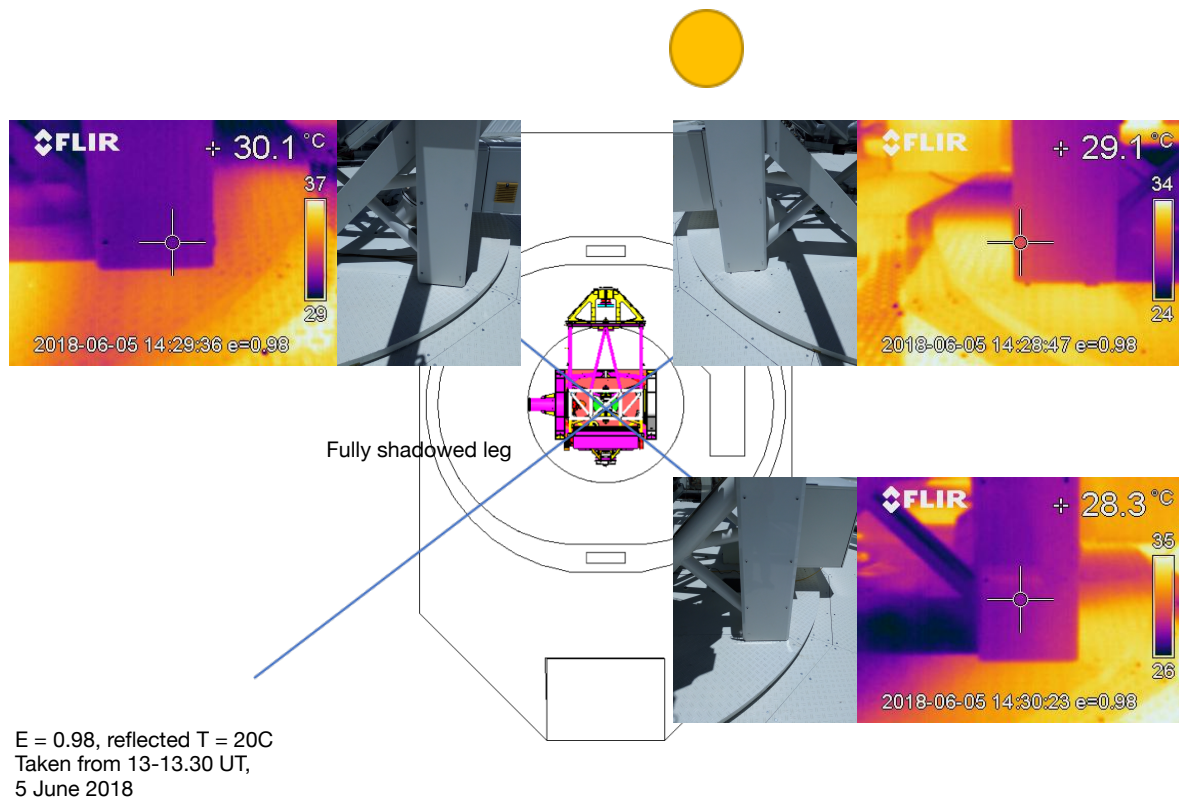 FLIR
30.1 °C
37
29
2018-06-05 14:29:36 e=0.98
FLIR
29.1 °C
34
24
2018-06-05 14:28:47 e=0.98
Fully shadowed leg
FLIR
28.3 °C
35
26
2018-06-05 14:30:23 e=0.98
E = 0.98, reflected T = 20C
Taken from 13-13.30 UT,
5 June 2018